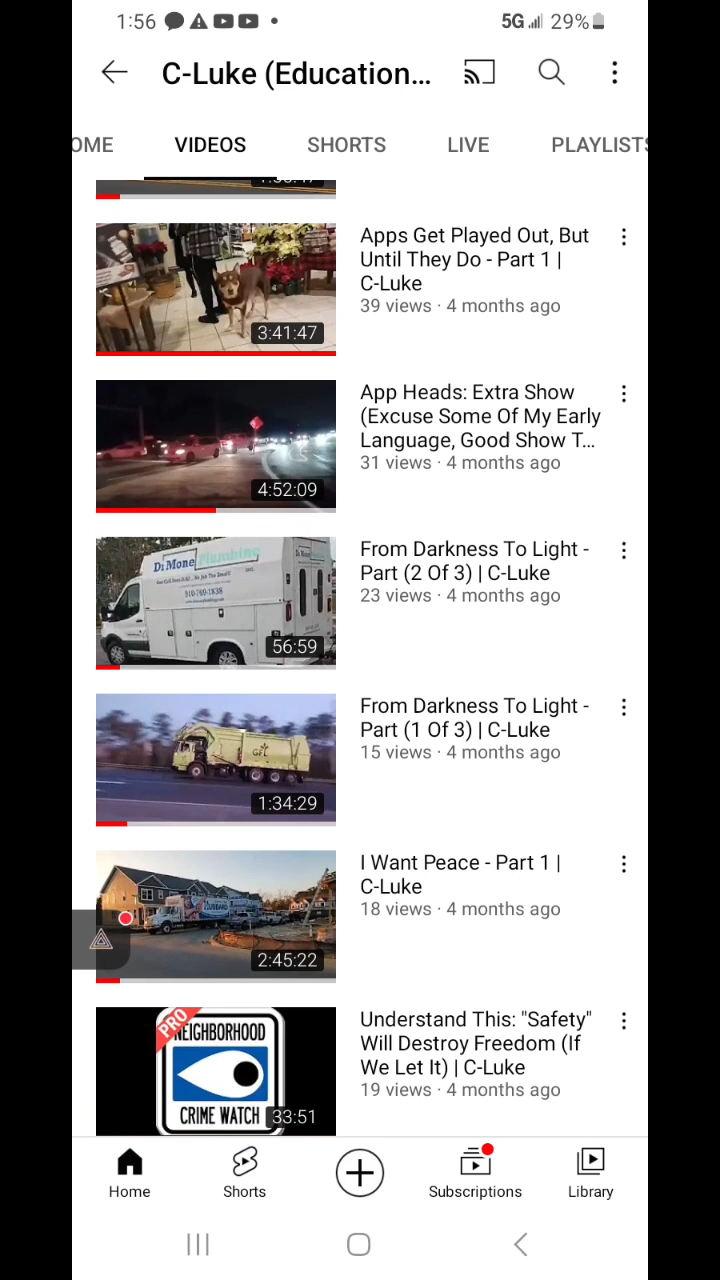 1:56
5G 29%
C-Luke (Education...
OME VIDEOS SHORTS LIVE PLAYLISTS
Apps Get Played Out, But
Until They Do - Part 1 |
C-Luke
39 views · 4 months ago
3:41:47
App Heads: Extra Show
(Excuse Some Of My Early
Language, Good Show T...
31 views · 4 months ago
4:52:09
From Darkness To Light -
Part (2 Of 3) | C-Luke
23 views · 4 months ago
Plumbing
56:59
From Darkness To Light -
Part (1 Of 3) | C-Luke
15 views · 4 months ago
GFL
1:34:29
I Want Peace - Part 1 |
C-Luke
18 views · 4 months ago
2:45:22
Understand This: "Safety"
Will Destroy Freedom (If
We Let It) | C-Luke
19 views · 4 months ago
PRO
NEIGHBORHOOD
CRIME WATCH
33:51
Home Shorts Subscriptions Library